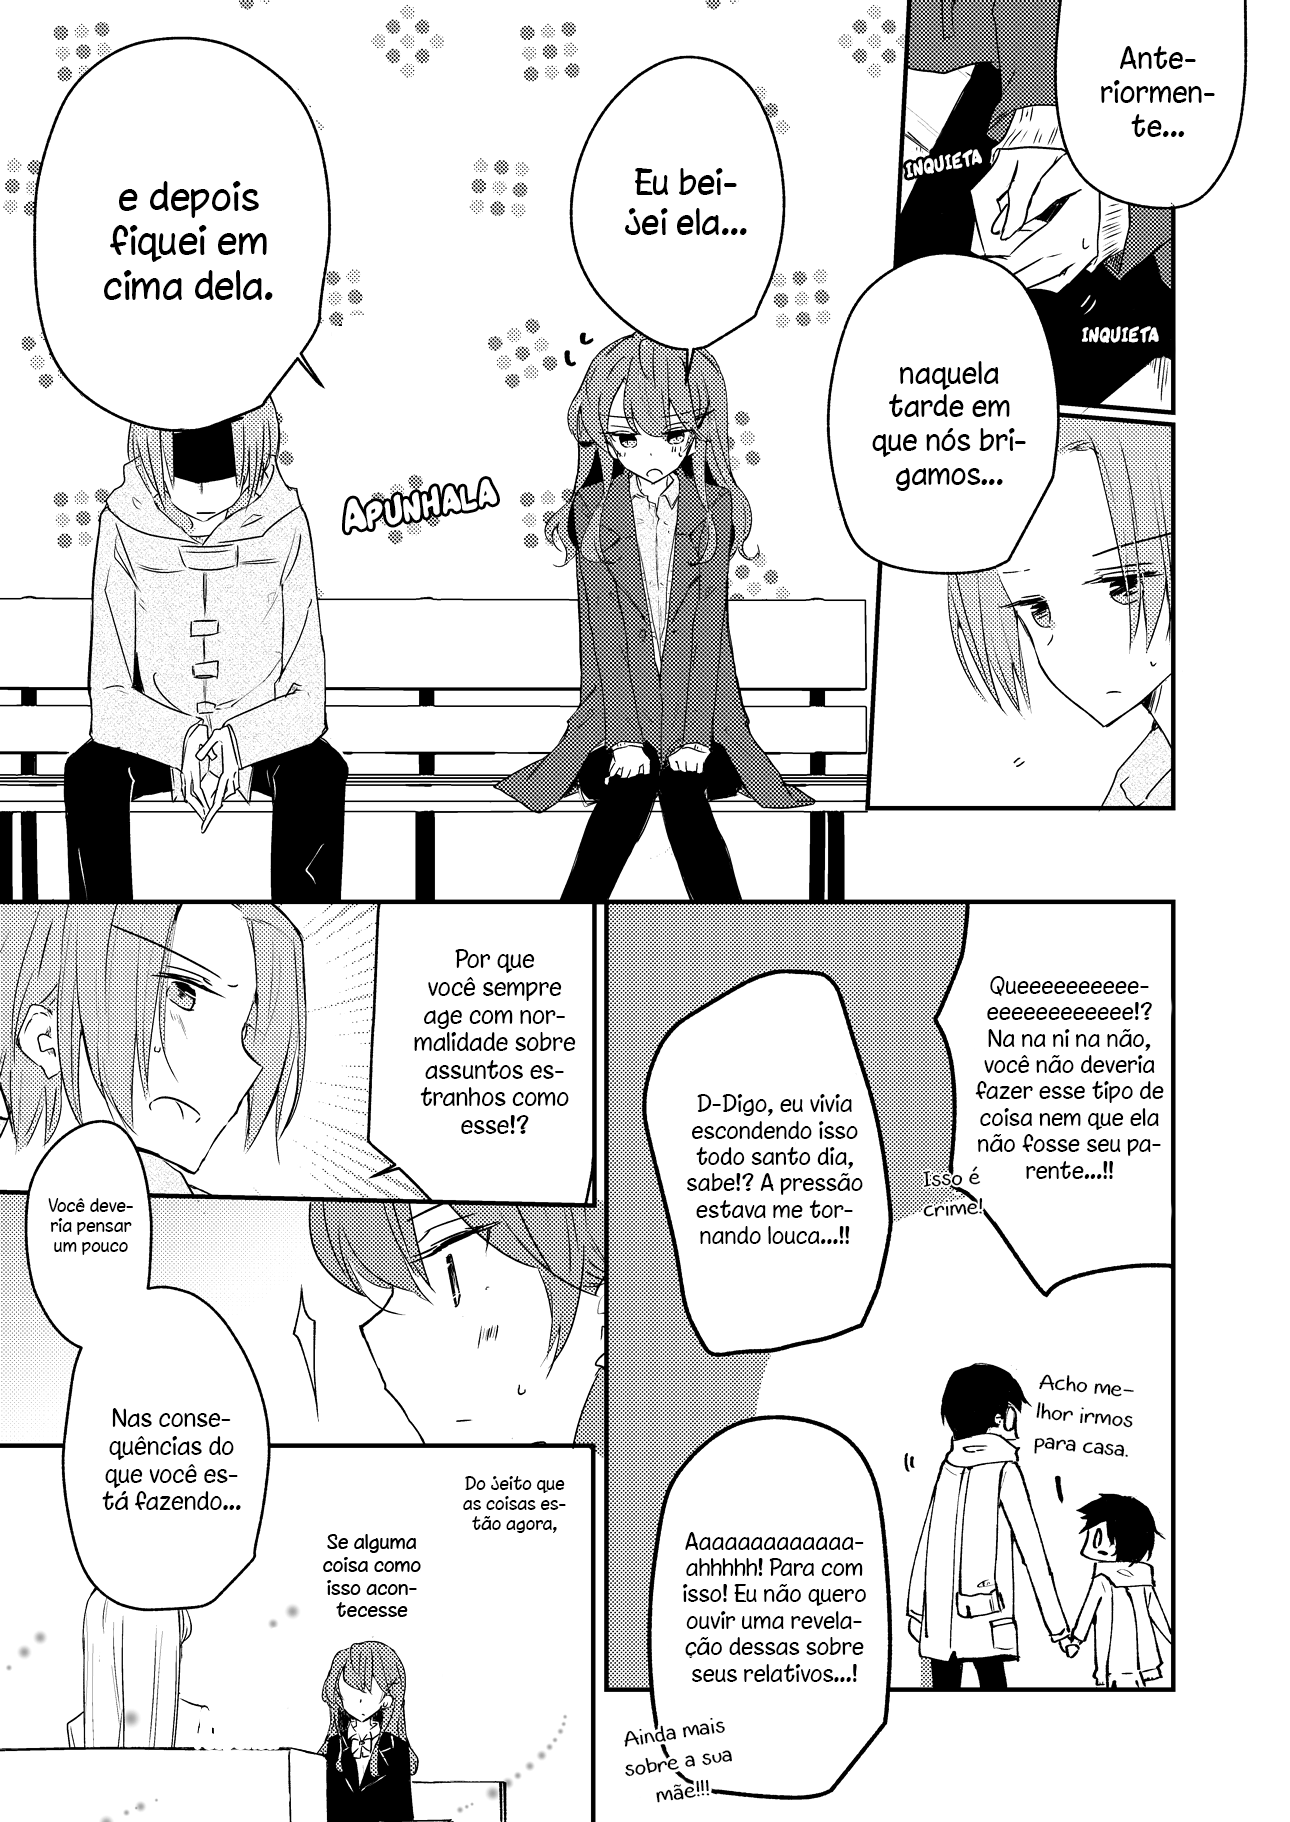 Ante-
riormen-
te...
INQUIETA
INQUIETA
naquela
tarde em
que nós bri-
gamos...
Eu bei-
jei ela...
e depois
fiquei em
cima dela.
APUNHALA
Queeeeeeeeeee-
eeeeeeeeeeeee!?
Na na ni na não,
você não deveria
fazer esse tipo de
coisa nem que ela
não fosse seu pa-
rente...!!
Isso é
crime!
D-Digo, eu vivia
escondendo isso
todo santo dia,
sabe!? A pressão
estava me tor-
nando louca...!!
Acho me-
lhor irmos
para casa.
Aaaaaaaaaaaaa-
ahhhhh! Para com
isso! Eu não quero
ouvir uma revela-
ção dessas sobre
seus relativos...!
Ainda mais
sobre a sua
mãe!!!
Por que
você sempre
age com nor-
malidade sobre
assuntos es-
tranhos como
esse!?
Você deve-
ria pensar
um pouco
Nas conse-
quências do
que você es-
tá fazendo...
Do jeito que
as coisas es-
tão agora,
Se alguma
coisa como
isso acon-
tecesse